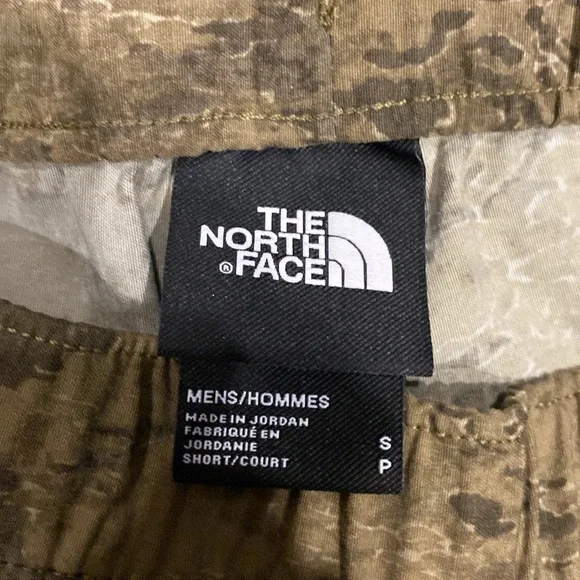 THE
NORTH
® FACE
MENS/HOMMES
MADE IN JORDAN
FABRIQUÉ EN
JORDANIE
SHORT/COURT
S
P